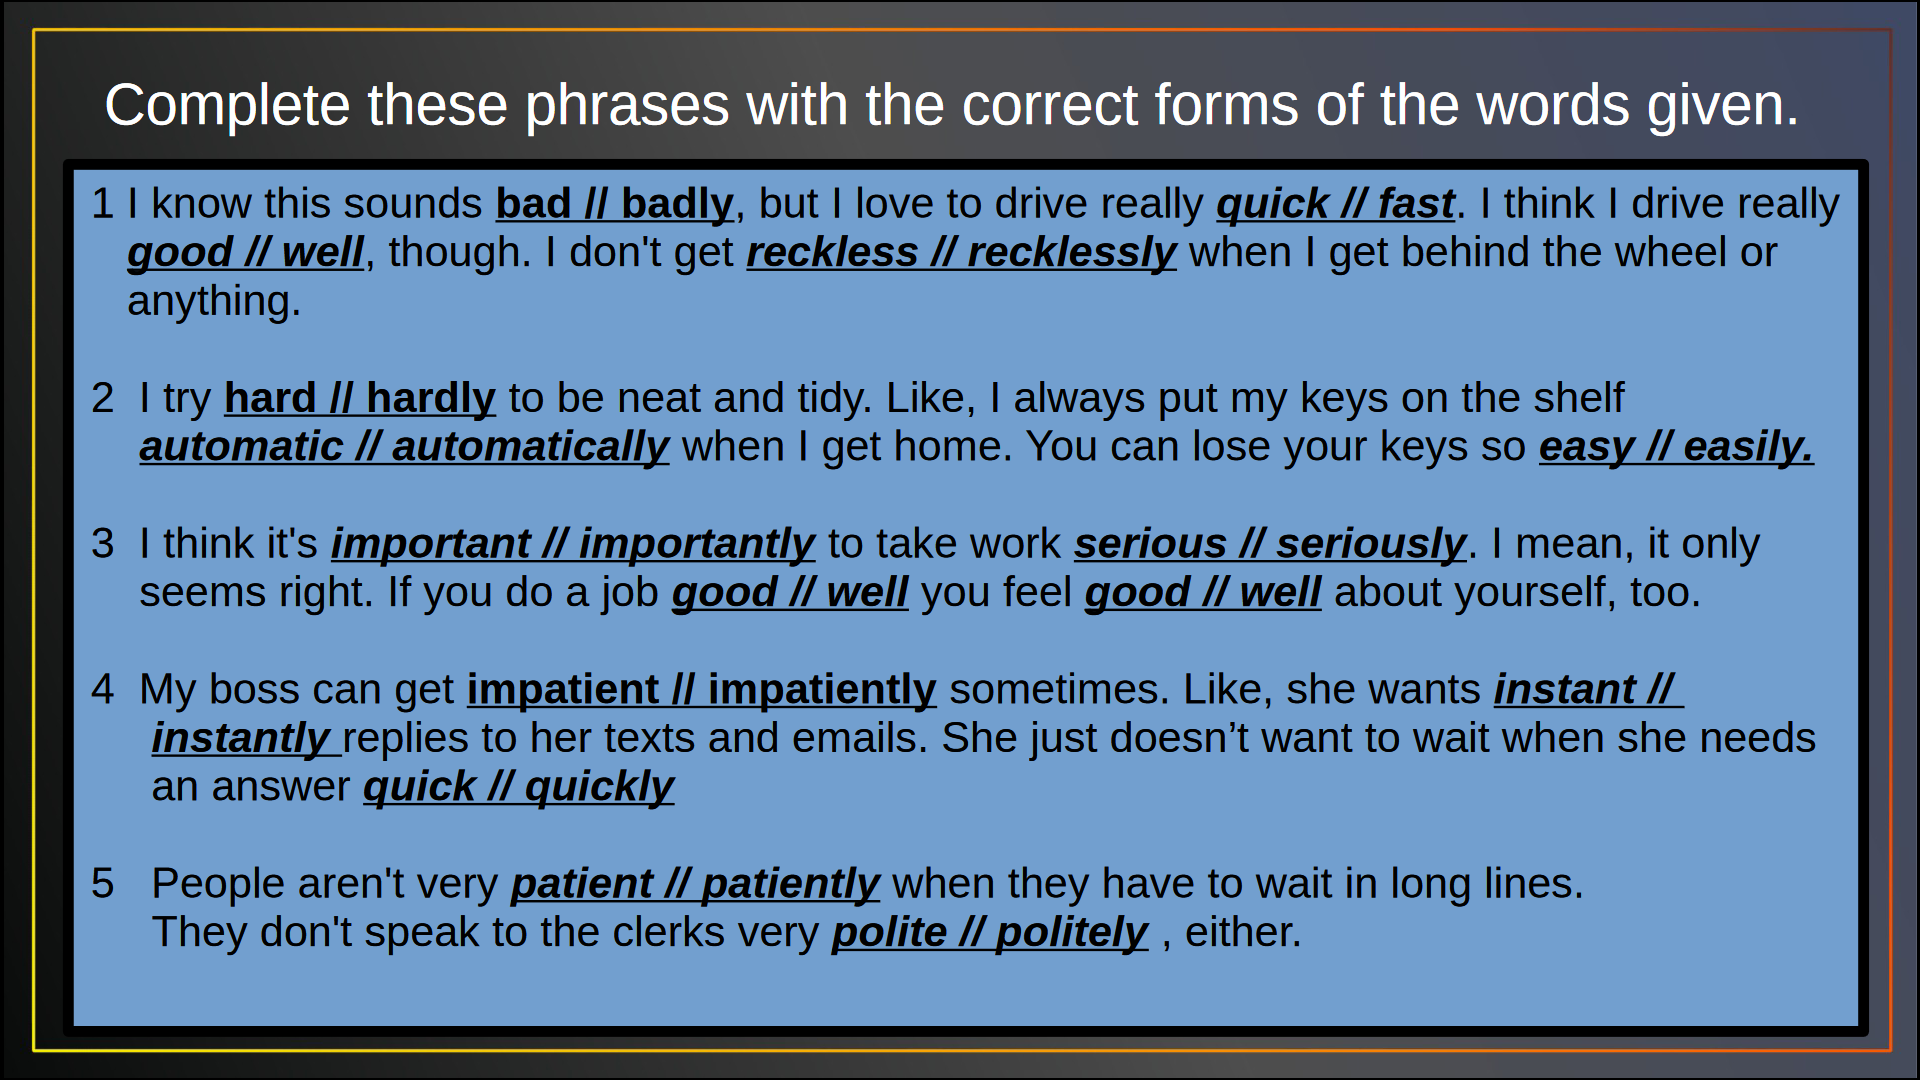 Complete these phrases with the correct forms of the words given.
1 I know this sounds bad // badly, but I love to drive really quick // fast. I think I drive really
good // well, though. I don't get reckless // recklessly when I get behind the wheel or
anything.
2 I try hard // hardly to be neat and tidy. Like, I always put my keys on the shelf
automatic // automatically when I get home. You can lose your keys so easy // easily.
3 I think it's important // importantly to take work serious // seriously. I mean, it only
seems right. If you do a job good // well you feel good // well about yourself, too.
4 My boss can get impatient // impatiently sometimes. Like, she wants instant //
instantly replies to her texts and emails. She just doesn’t want to wait when she needs
an answer quick // quickly
5 People aren't very patient // patiently when they have to wait in long lines.
They don't speak to the clerks very polite // politely , either.